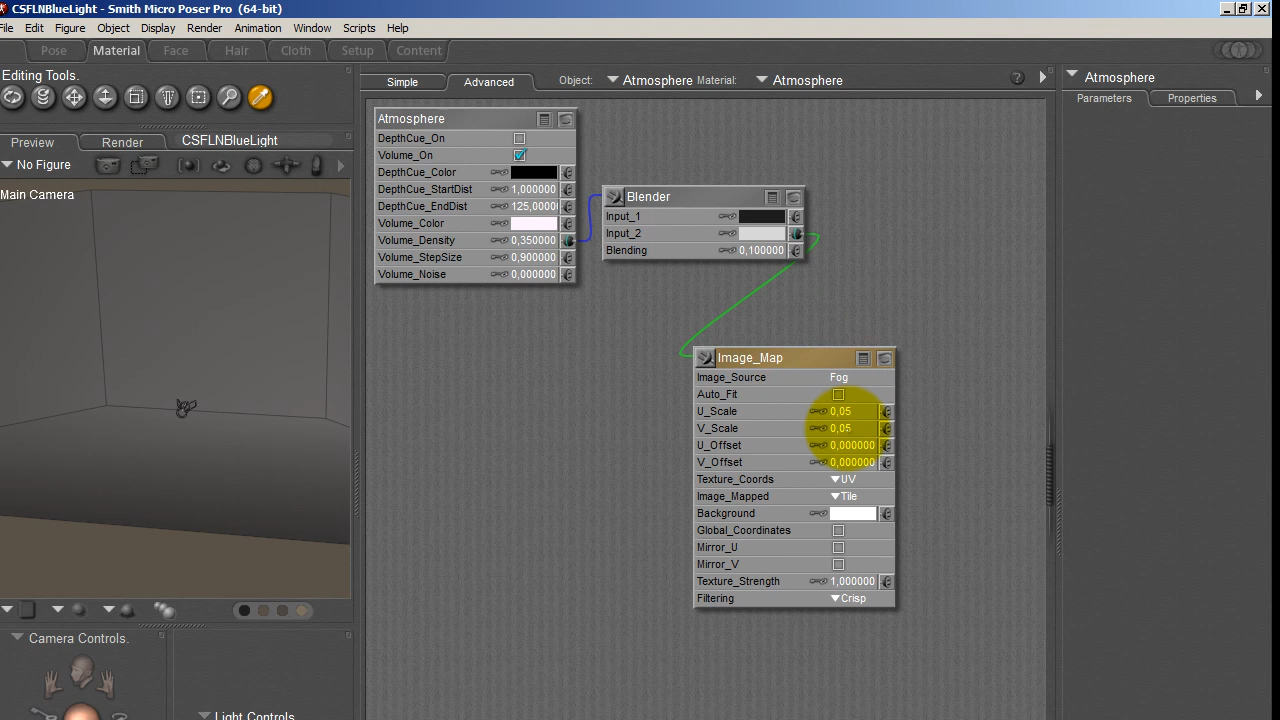 CSFLNBlueLight - Smith Micro Poser Pro (64-bit)
File Edit Figure Object Display Render Animation Window Scripts Help
Pose Material Face Hair Cloth Setup Content
Editing Tools.
Simple Advanced Object: Atmosphere Material: Atmosphere
Atmosphere
Parameters Properties
Preview Render CSFLNBlueLight
No Figure
Main Camera
Atmosphere
DepthCue_On
Volume_On
DepthCue_Color
DepthCue_StartDist 1,000000
DepthCue_EndDist 125,00000
Volume_Color
Volume_Density 0,350000
Volume_StepSize 0,900000
Volume_Noise 0,000000
Blender
Input_1
Input_2
Blending 0,100000
Image_Map
Image_Source Fog
Auto_Fit
U_Scale 0,05
V_Scale 0,05
U_Offset 0,000000
V_Offset 0,000000
Texture_Coords UV
Image_Mapped Tile
Background
Global_Coordinates
Mirror_U
Mirror_V
Texture_Strength 1,000000
Filtering Crisp
Camera Controls.
Light Controls.